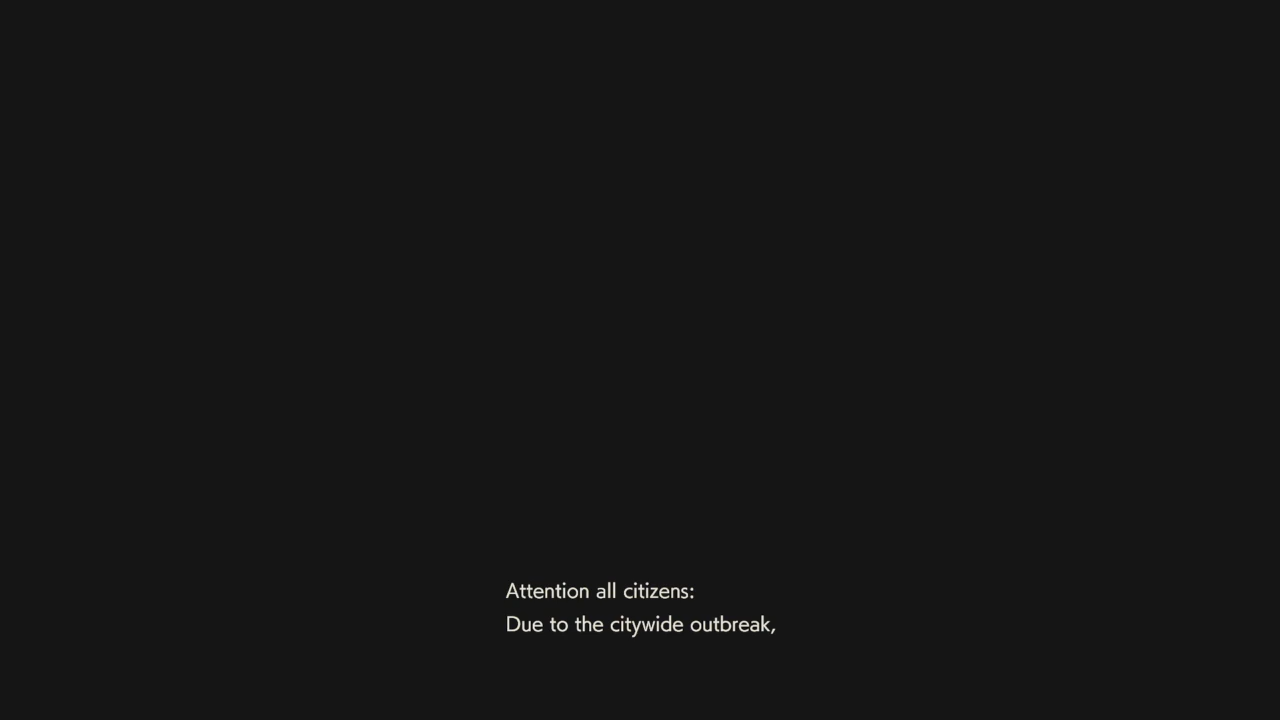 Attention all citizens:
Due to the citywide outbreak,